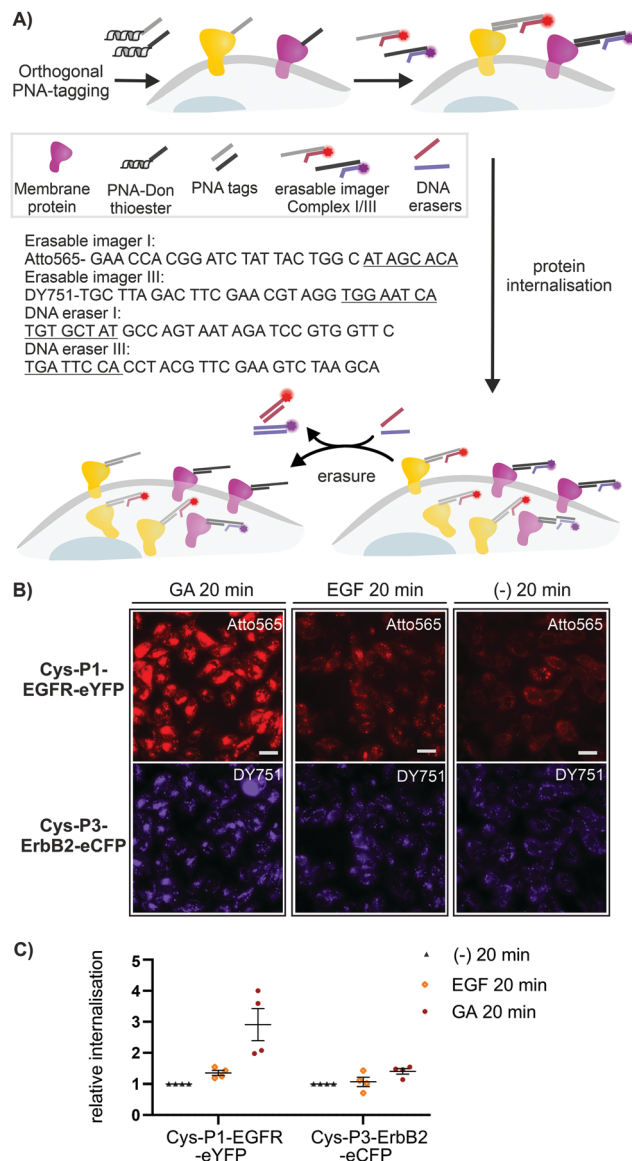 A)
Orthogonal
PNA-tagging
Membrane
protein
PNA-Don
thioester
PNA tags
erasable imager
Complex I/III
DNA
erasers
Erasable imager I:
Atto565- GAA CCA CGG ATC TAT TAC TGG C AT AGC ACA
Erasable imager III:
DY751-TGC TTA GAC TTC GAA CGT AGG TGG AAT CA
DNA eraser I:
TGT GCT AT GCC AGT AAT AGA TCC GTG GTT C
DNA eraser III:
TGA TTC CA CCT ACG TTC GAA GTC TAA GCA
protein
internalisation
erasure
B)
GA 20 min
EGF 20 min
(-) 20 min
Cys-P1-
EGFR-eYFP
Atto565
Atto565
Atto565
Cys-P3-
ErbB2-eCFP
DY751
DY751
DY751
C)
relative internalisation
5
4
3
2
1
0
Cys-P1-EGFR
-eYFP
Cys-P3-ErbB2
-eCFP
(-) 20 min
EGF 20 min
GA 20 min